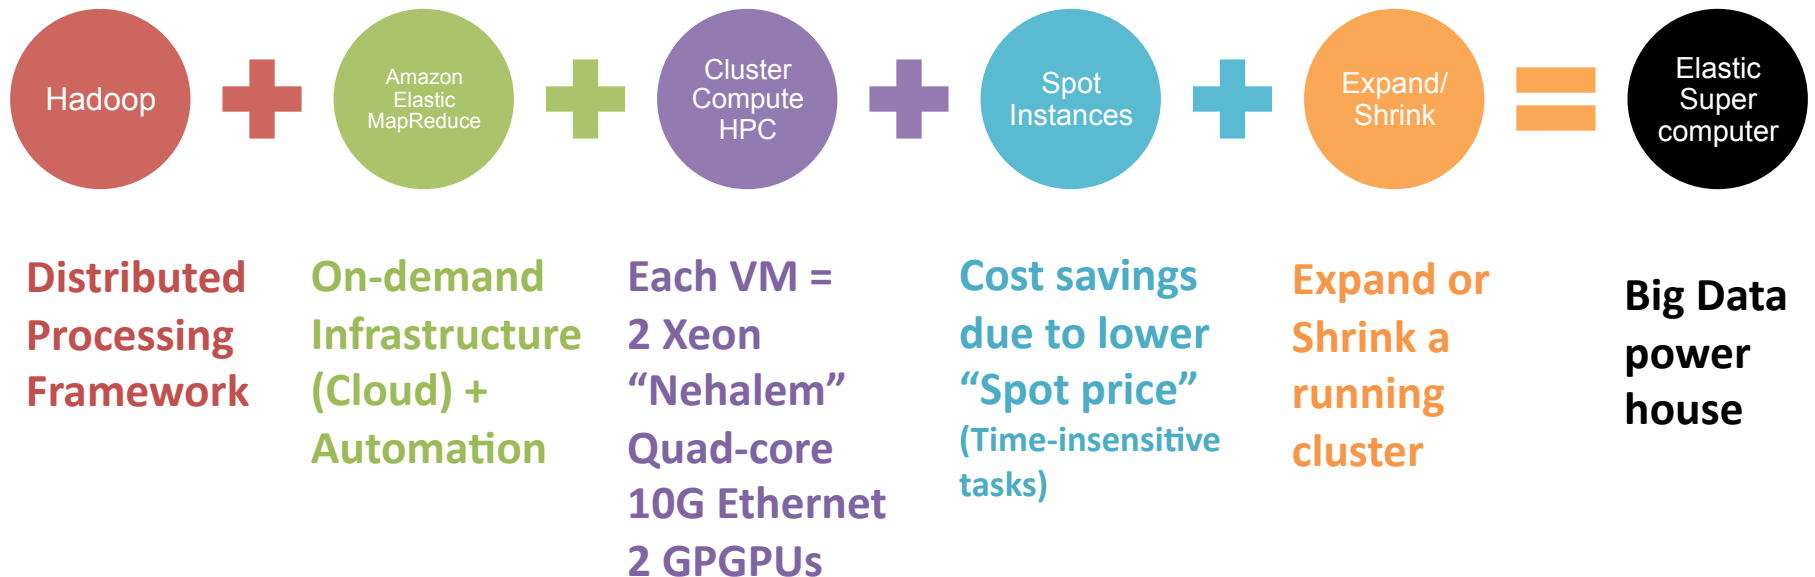 Hadoop
Amazon
Elastic
MapReduce
Cluster
Compute
HPC
Spot
Instances
Expand/
Shrink
Elastic
Super
computer
Distributed
Processing
Framework
On-demand
Infrastructure
(Cloud) +
Automation
Each VM =
2 Xeon
“Nehalem”
Quad-core
10G Ethernet
2 GPGPUs
Cost savings
due to lower
“Spot price”
(Time-insensitive
tasks)
Expand or
Shrink a
running
cluster
Big Data
power
house